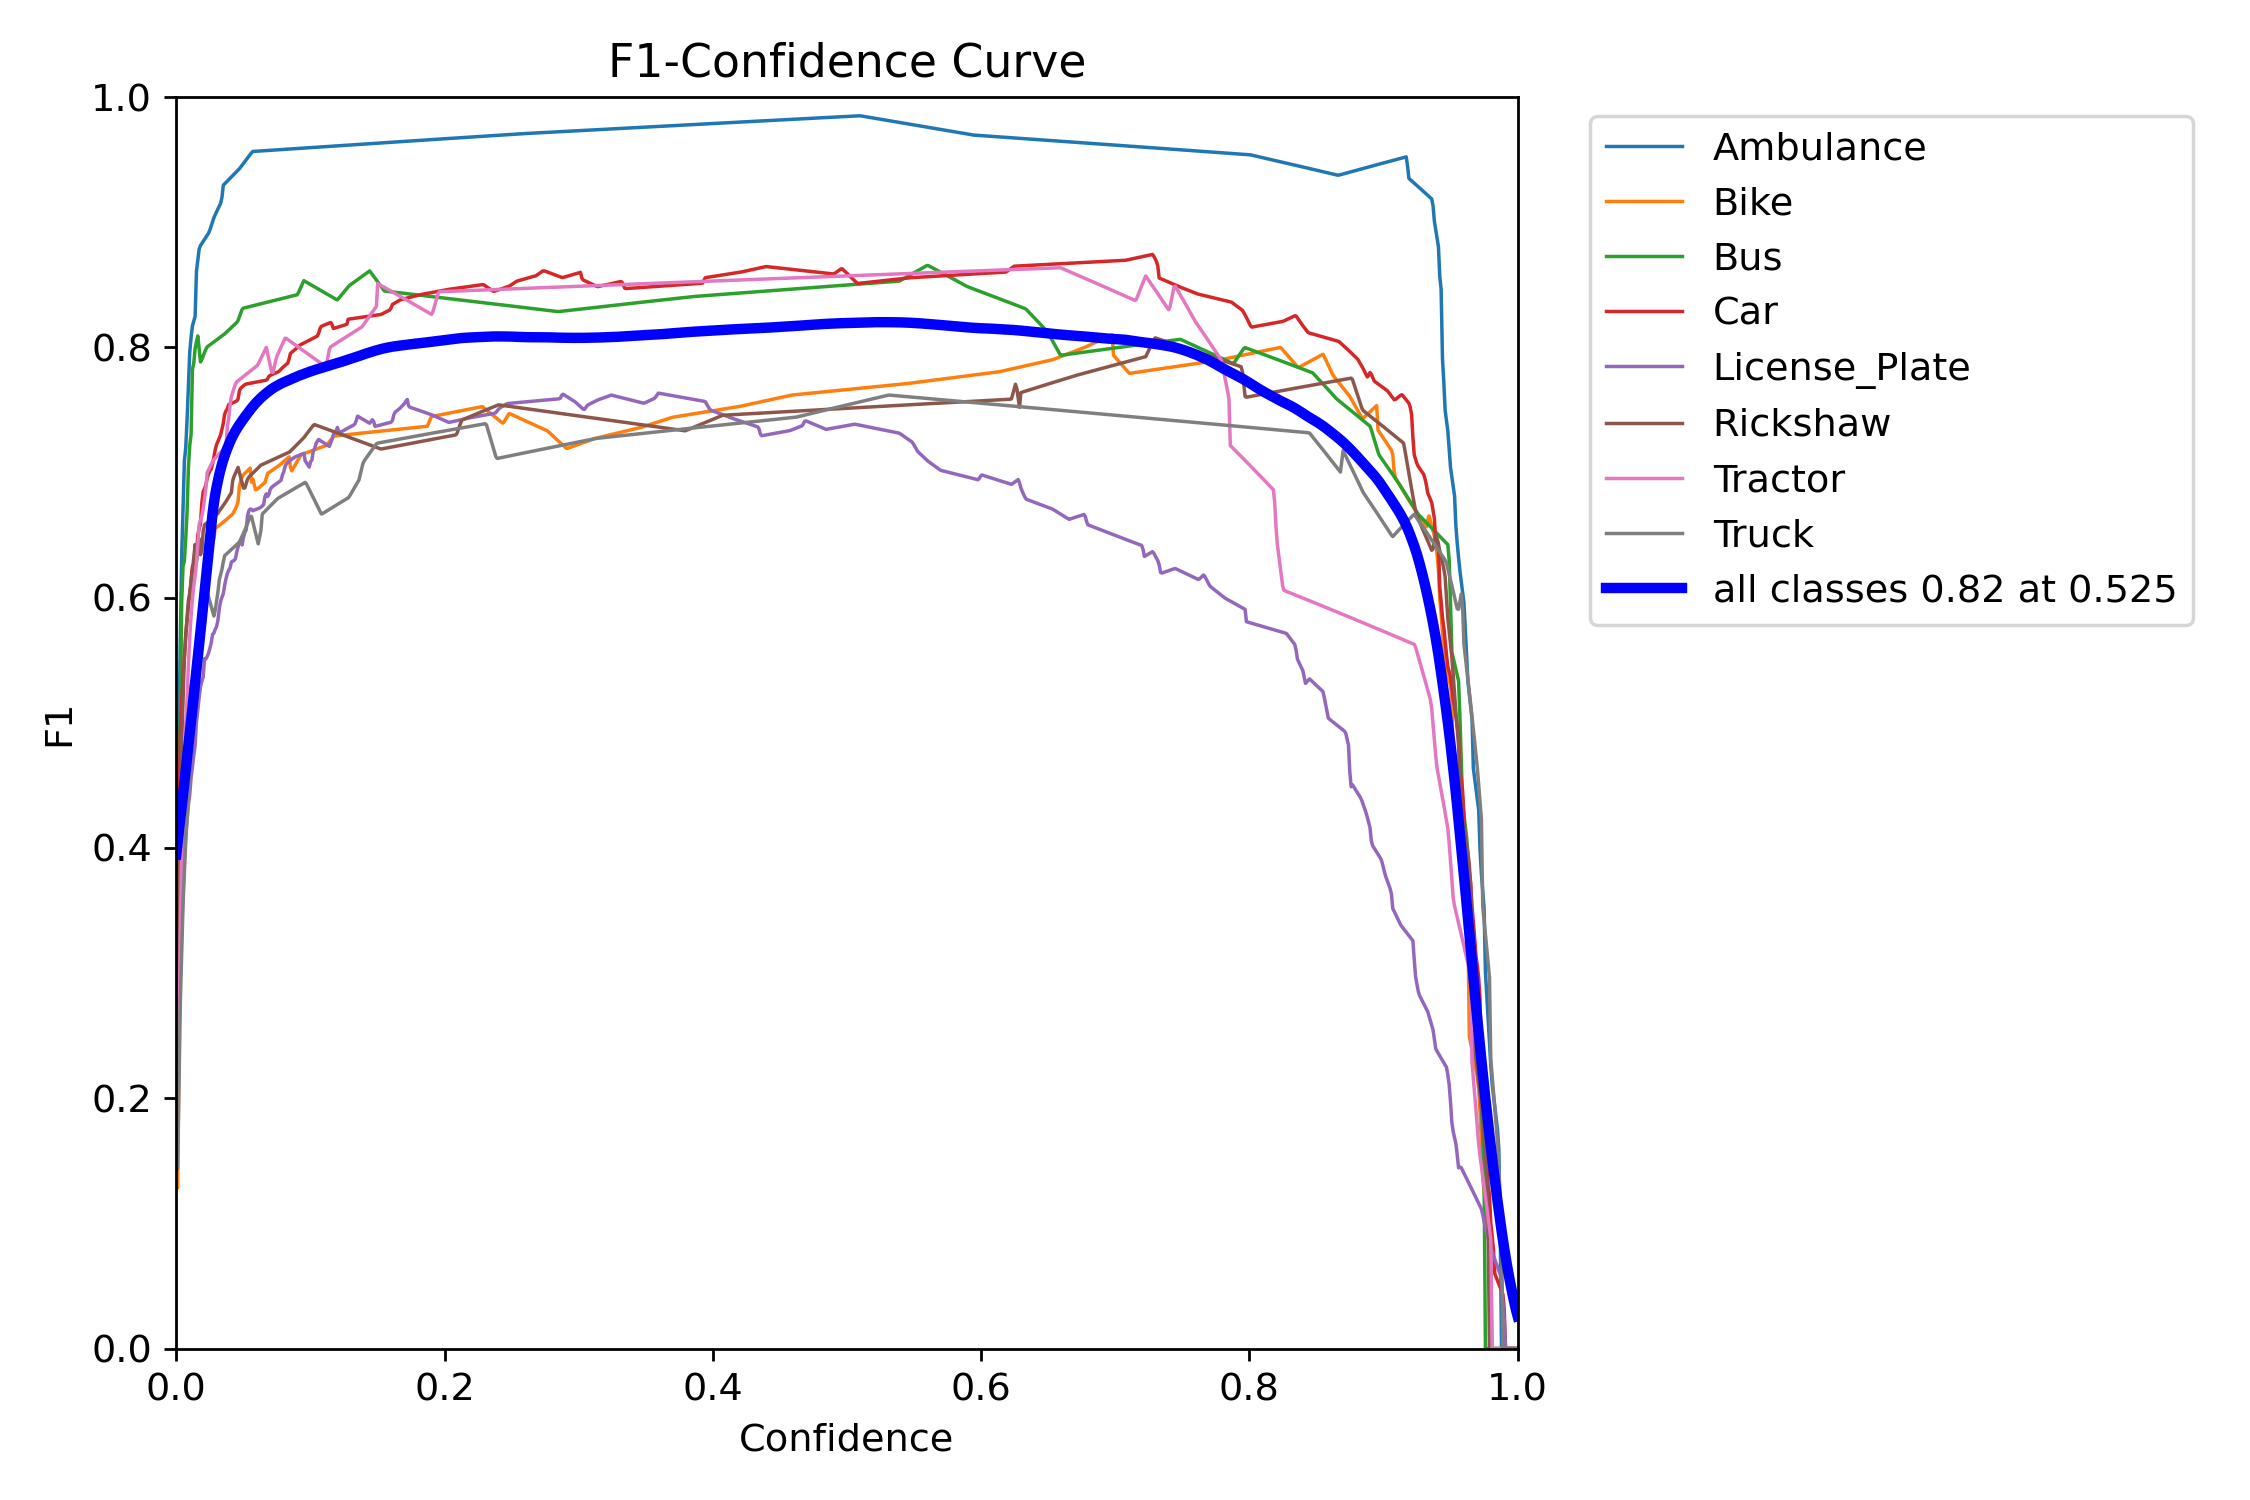 F1-Confidence Curve
1.0
0.8
0.6
0.4
0.2
0.0
F1
0.0 0.2 0.4 0.6 0.8 1.0
Confidence
Ambulance
Bike
Bus
Car
License_Plate
Rickshaw
Tractor
Truck
all classes 0.82 at 0.525